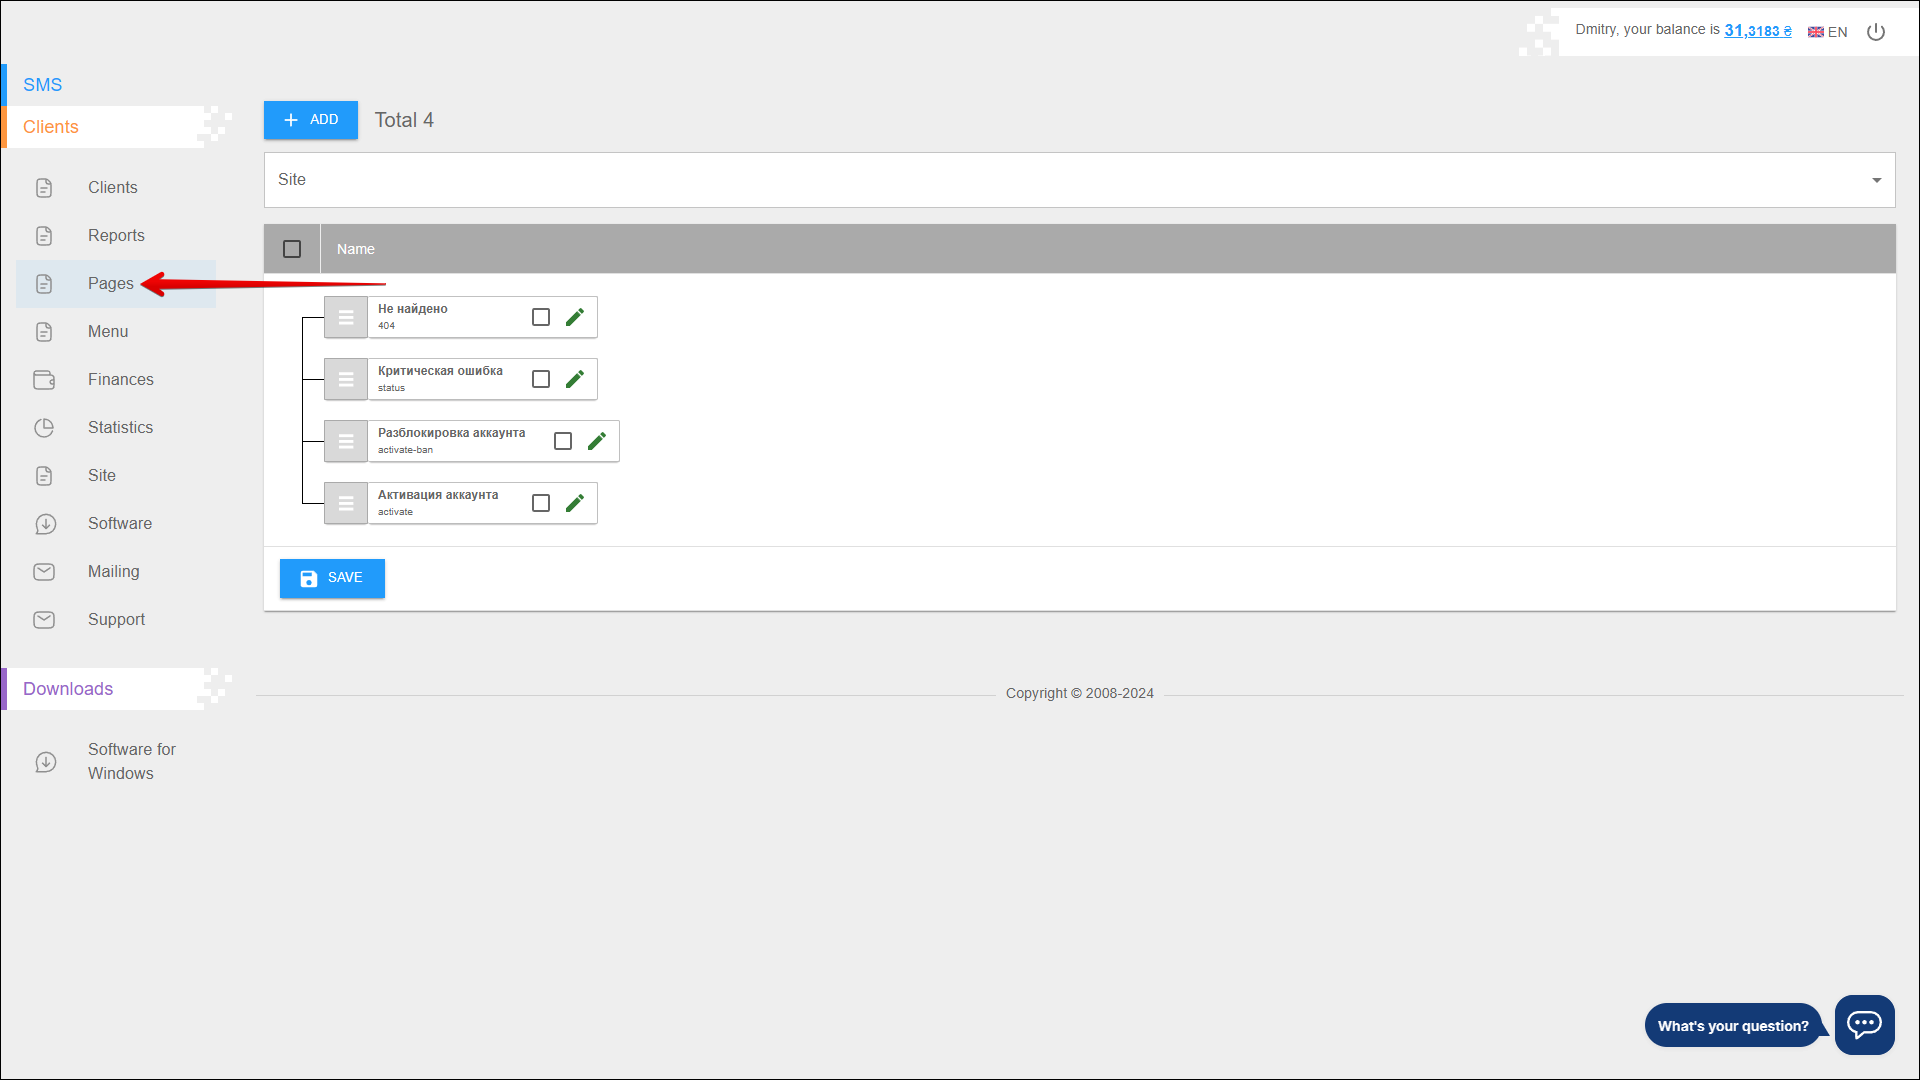 Dmitry, your balance is 31,3183 ₴ EN
SMS
Clients
Clients
Reports
Pages
Menu
Finances
Statistics
Site
Software
Mailing
Support
Downloads
Software for
Windows
ADD Total 4
Site
Name
Не найдено
404
Критическая ошибка
status
Разблокировка аккаунта
activate-ban
Активация аккаунта
activate
SAVE
Copyright © 2008-2024
What's your question?